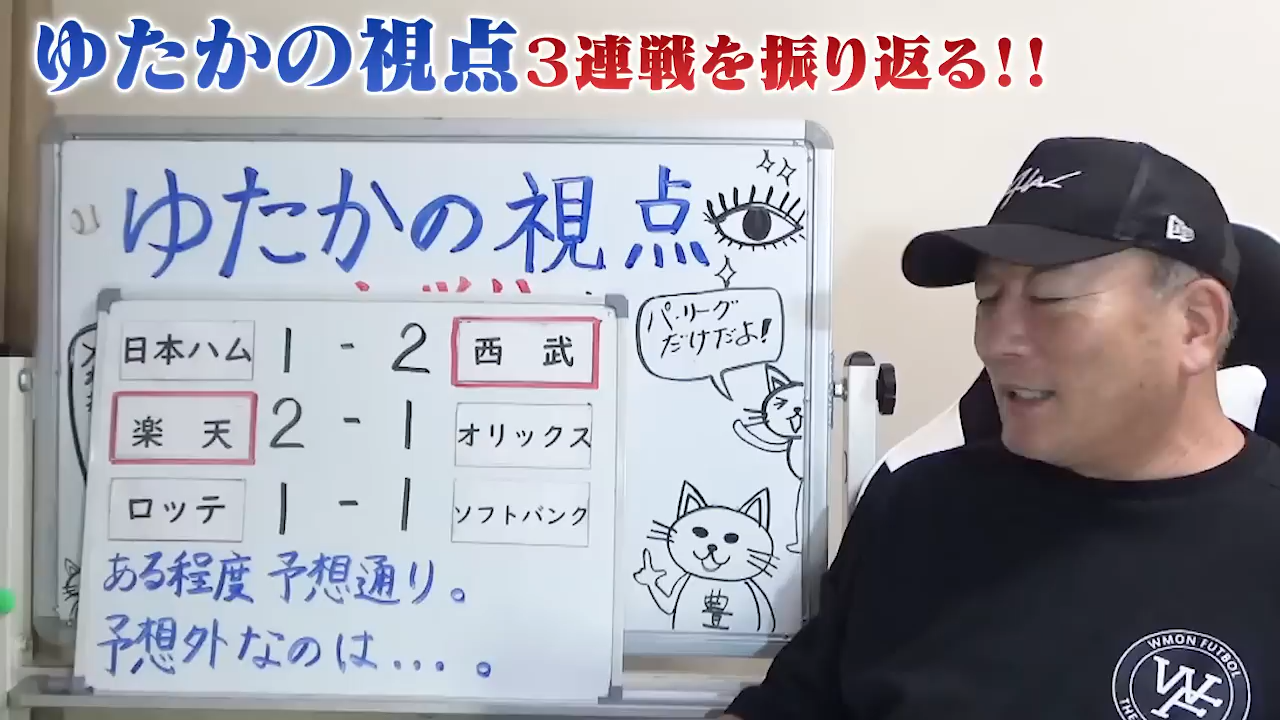 ゆたかの視点3連戦を振り返る!!
ゆたかの視点
パ・リーグ
だけだよ!
日本ハム 1 - 2 西武
楽天 2 - 1 オリックス
ロッテ 1 - 1 ソフトバンク
ある程度予想通り。
予想外なのは...。
豊
WMON FUTBOL
THE